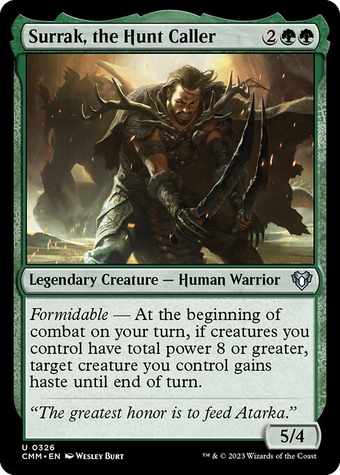 Surrak, the Hunt Caller 2
Legendary Creature — Human Warrior
Formidable — At the beginning of
combat on your turn, if creatures you
control have total power 8 or greater,
target creature you control gains
haste until end of turn.
“The greatest honor is to feed Atarka.”
5/4
U 0326
CMM • EN Wesley Burt
™ & © 2023 Wizards of the Coast